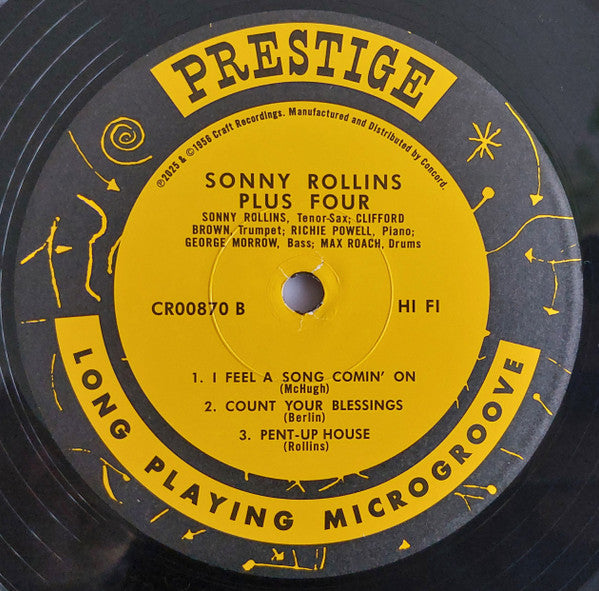 PRESTIGE
℗2025 & ©1956 Craft Recordings. Manufactured and Distributed by Concord.
SONNY ROLLINS
PLUS FOUR
SONNY ROLLINS, Tenor-Sax; CLIFFORD
BROWN, Trumpet; RICHIE POWELL, Piano;
GEORGE MORROW, Bass; MAX ROACH, Drums
CR00870 B
HI FI
1. I FEEL A SONG COMIN' ON
(McHugh)
2. COUNT YOUR BLESSINGS
(Berlin)
3. PENT-UP HOUSE
(Rollins)
LONG PLAYING MICROGROOVE